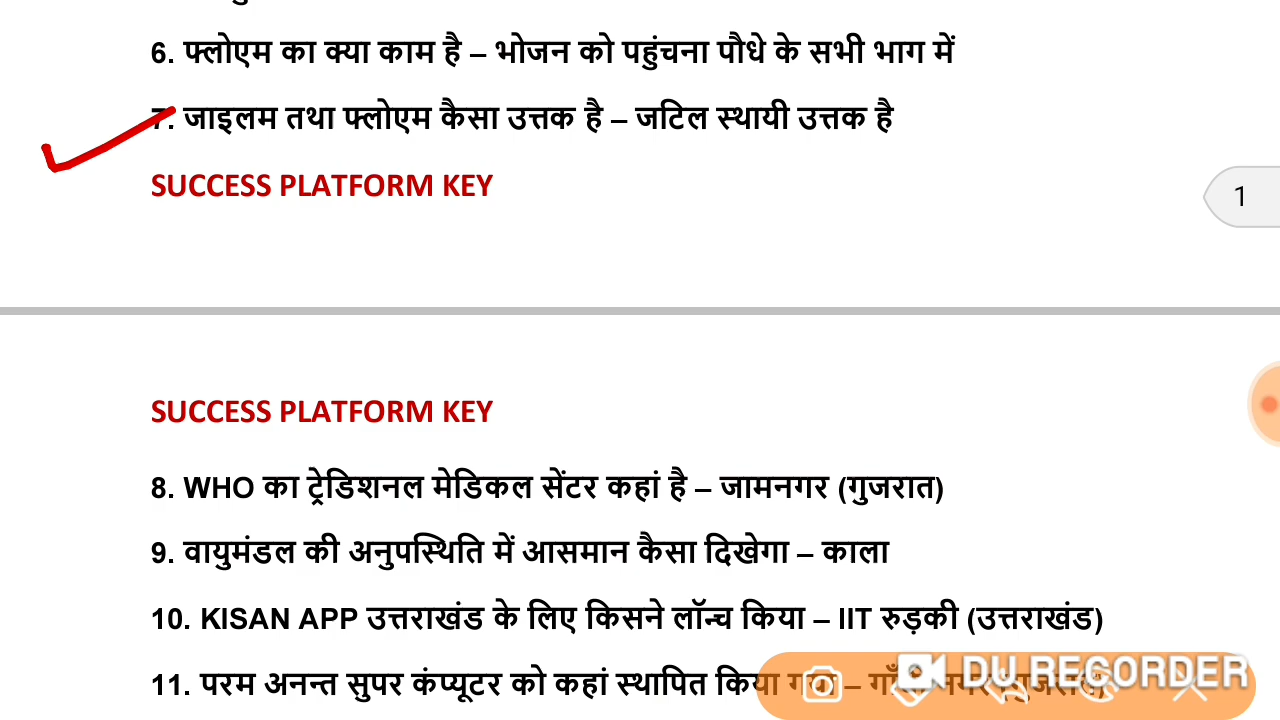 6. फ्लोएम का क्या काम है – भोजन को पहुंचना पौधे के सभी भाग में
7. जाइलम तथा फ्लोएम कैसा उत्तक है – जटिल स्थायी उत्तक है
SUCCESS PLATFORM KEY
1
SUCCESS PLATFORM KEY
8. WHO का ट्रेडिशनल मेडिकल सेंटर कहां है – जामनगर (गुजरात)
9. वायुमंडल की अनुपस्थिति में आसमान कैसा दिखेगा – काला
10. KISAN APP उत्तराखंड के लिए किसने लॉन्च किया – IIT रुड़की (उत्तराखंड)
11. परम अनन्त सुपर कंप्यूटर को कहां स्थापित किया गया –
DU RECORDER